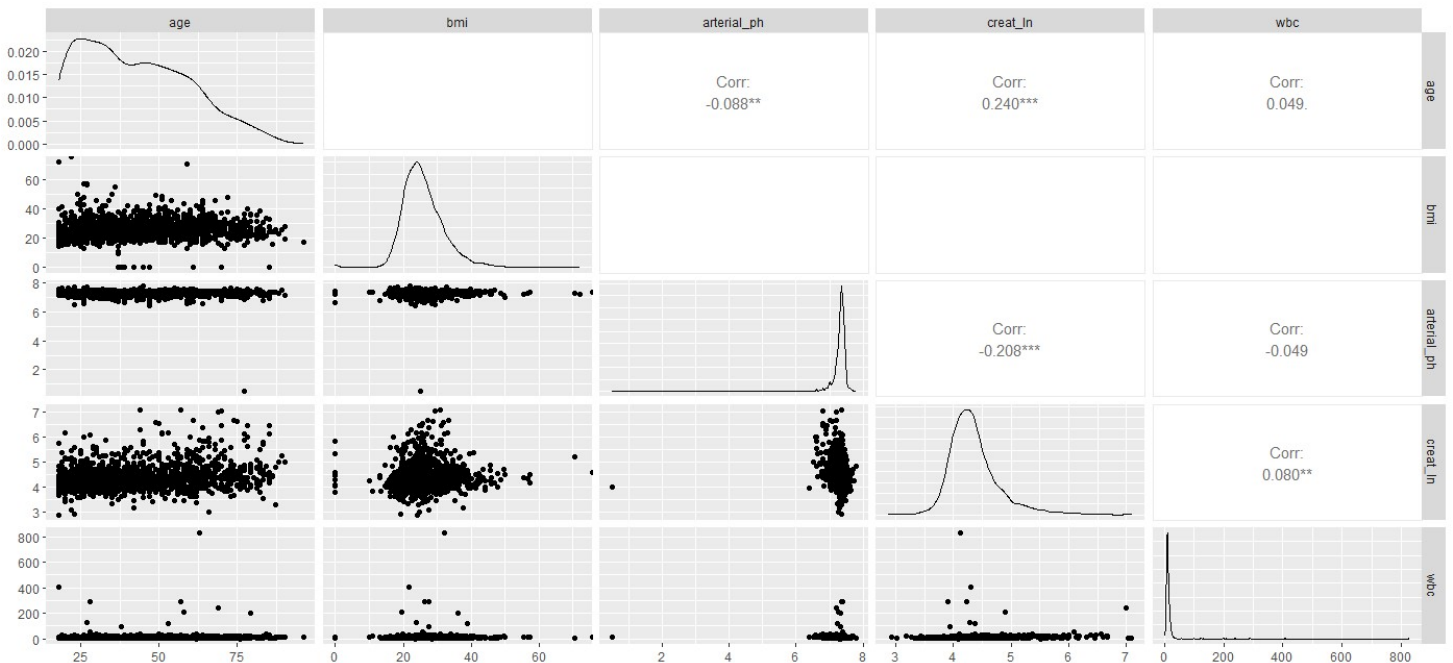 age bmi arterial_ph creat_ln wbc
0.020
0.015
0.010
0.005
0.000
Corr:
-0.088**
Corr:
0.240***
Corr:
0.049.
age
60
40
20
0
bmi
8
6
4
2
Corr:
-0.208***
Corr:
-0.049
arterial_ph
7
6
5
4
3
Corr:
0.080**
creat_ln
800
600
400
200
0
wbc
25 50 75 0 20 40 60 2 4 6 8 3 4 5 6 7 0 200 400 600 800